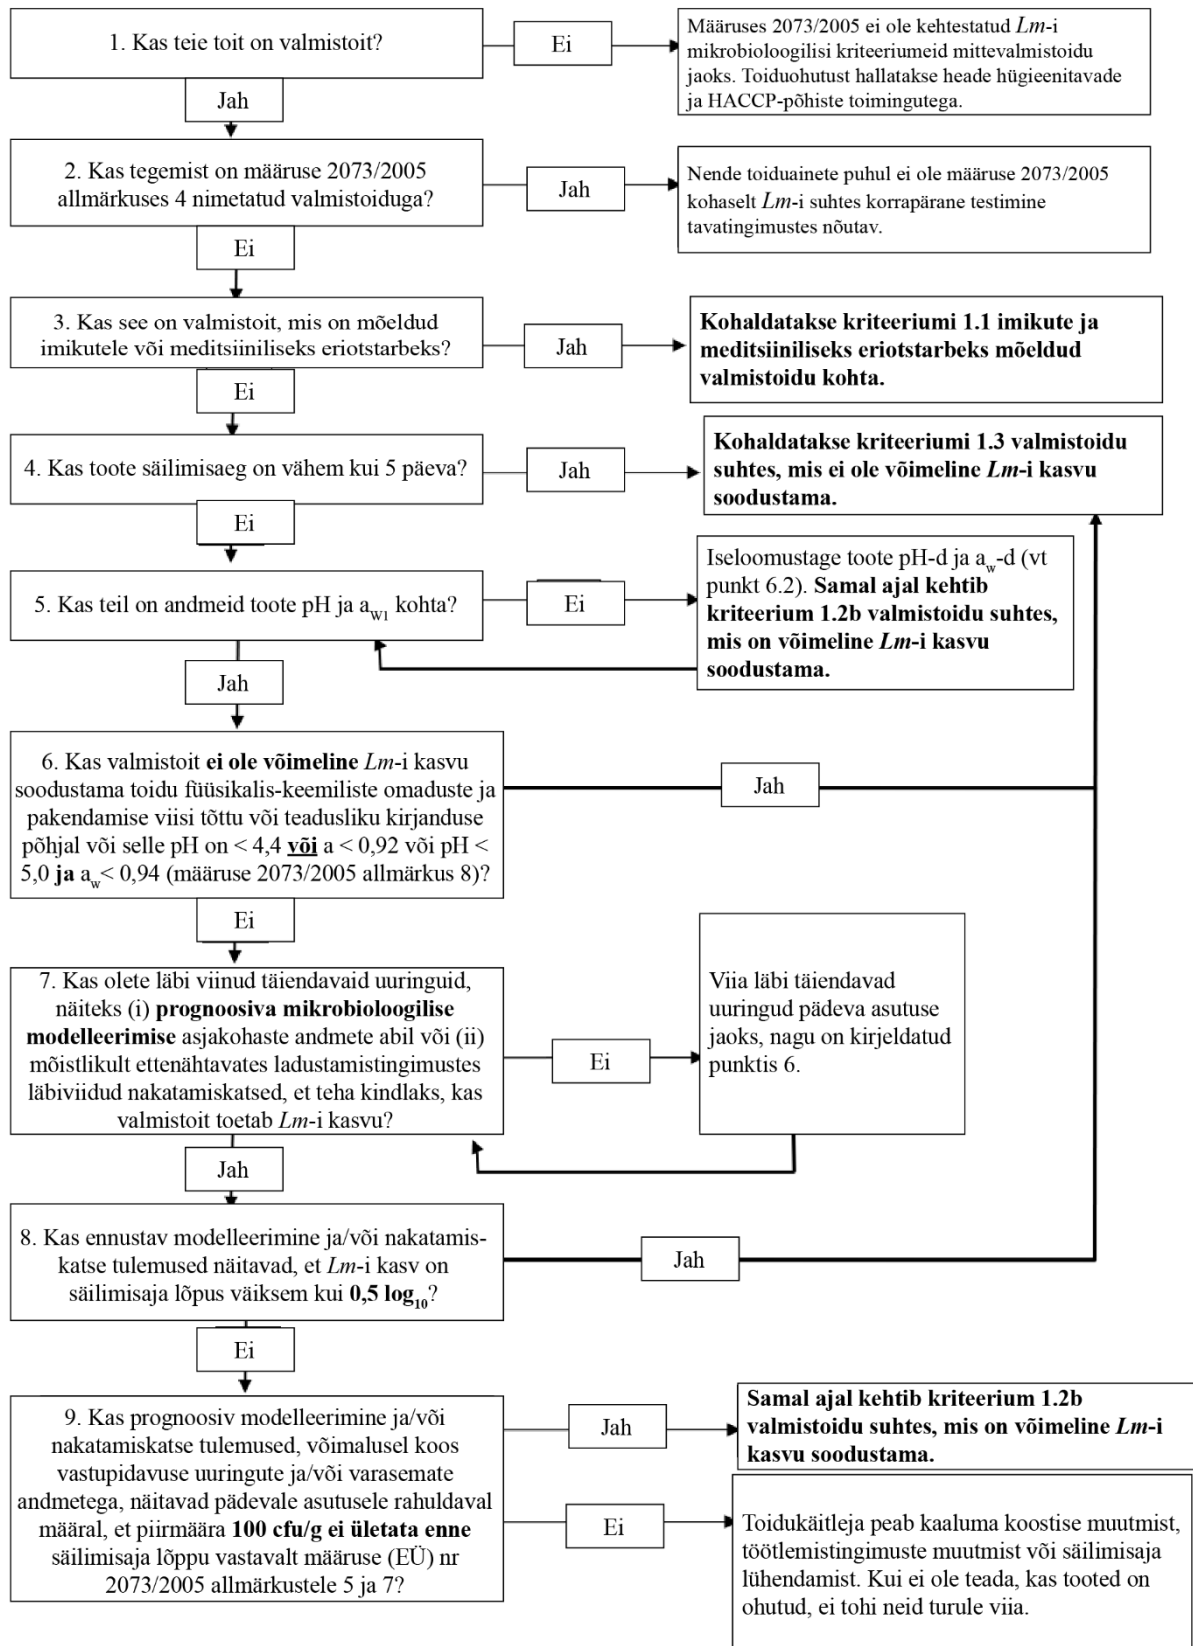 1. Kas teie toit on valmistoit?
Ei
Määruses 2073/2005 ei ole kehtestatud Lm-i
mikrobioloogilisi kriteeriumeid mittevalmistoidu
jaoks. Toiduohutust hallatakse heade hügieenitavade
ja HACCP-põhiste toimingutega.
Jah
2. Kas tegemist on määruse 2073/2005
allmärkuses 4 nimetatud valmistoiduga?
Jah
Nende toiduainete puhul ei ole määruse 2073/2005
kohaselt Lm-i suhtes korrapärane testimine
tavatingimustes nõutav.
Ei
3. Kas see on valmistoit, mis on mõeldud
imikutele või meditsiiniliseks eriotstarbeks?
Jah
Kohaldatakse kriteeriumi 1.1 imikute ja
meditsiiniliseks eriotstarbeks mõeldud
valmistoidu kohta.
Ei
4. Kas toote säilimisaeg on vähem kui 5 päeva?
Jah
Kohaldatakse kriteeriumi 1.3 valmistoidu
suhtes, mis ei ole võimeline Lm-i kasvu
soodustama.
Ei
5. Kas teil on andmeid toote pH ja aw1 kohta?
Ei
Iseloomustage toote pH-d ja aw-d (vt
punkt 6.2). Samal ajal kehtib
kriteerium 1.2b valmistoidu suhtes,
mis on võimeline Lm-i kasvu
soodustama.
Jah
6. Kas valmistoit ei ole võimeline Lm-i kasvu
soodustama toidu füüsikalis-keemiliste omaduste ja
pakendamise viisi tõttu või teadusliku kirjanduse
põhjal või selle pH on < 4,4 või a < 0,92 või pH <
5,0 ja aw< 0,94 (määruse 2073/2005 allmärkus 8)?
Jah
Ei
7. Kas olete läbi viinud täiendavaid uuringuid,
näiteks (i) prognoosiva mikrobioloogilise
modelleerimise asjakohaste andmete abil või (ii)
mõistlikult ettenähtavates ladustamistingimustes
läbiviidud nakatamiskatsed, et teha kindlaks, kas
valmistoit toetab Lm-i kasvu?
Ei
Viia läbi täiendavad
uuringud pädeva asutuse
jaoks, nagu on kirjeldatud
punktis 6.
Jah
8. Kas ennustav modelleerimine ja/või nakatamis-
katse tulemused näitavad, et Lm-i kasv on
säilimisaja lõpus väiksem kui 0,5 log10?
Jah
Ei
9. Kas prognoosiv modelleerimine ja/või
nakatamiskatse tulemused, võimalusel koos
vastupidavuse uuringute ja/või varasemate
andmetega, näitavad pädevale asutusele rahuldaval
määral, et piirmäära 100 cfu/g ei ületata enne
säilimisaja lõppu vastavalt määruse (EÜ) nr
2073/2005 allmärkustele 5 ja 7?
Jah
Samal ajal kehtib kriteerium 1.2b
valmistoidu suhtes, mis on võimeline Lm-i
kasvu soodustama.
Ei
Toidukäitleja peab kaaluma koostise muutmist,
töötlemistingimuste muutmist või säilimisaja
lühendamist. Kui ei ole teada, kas tooted on
ohutud, ei tohi neid turule viia.